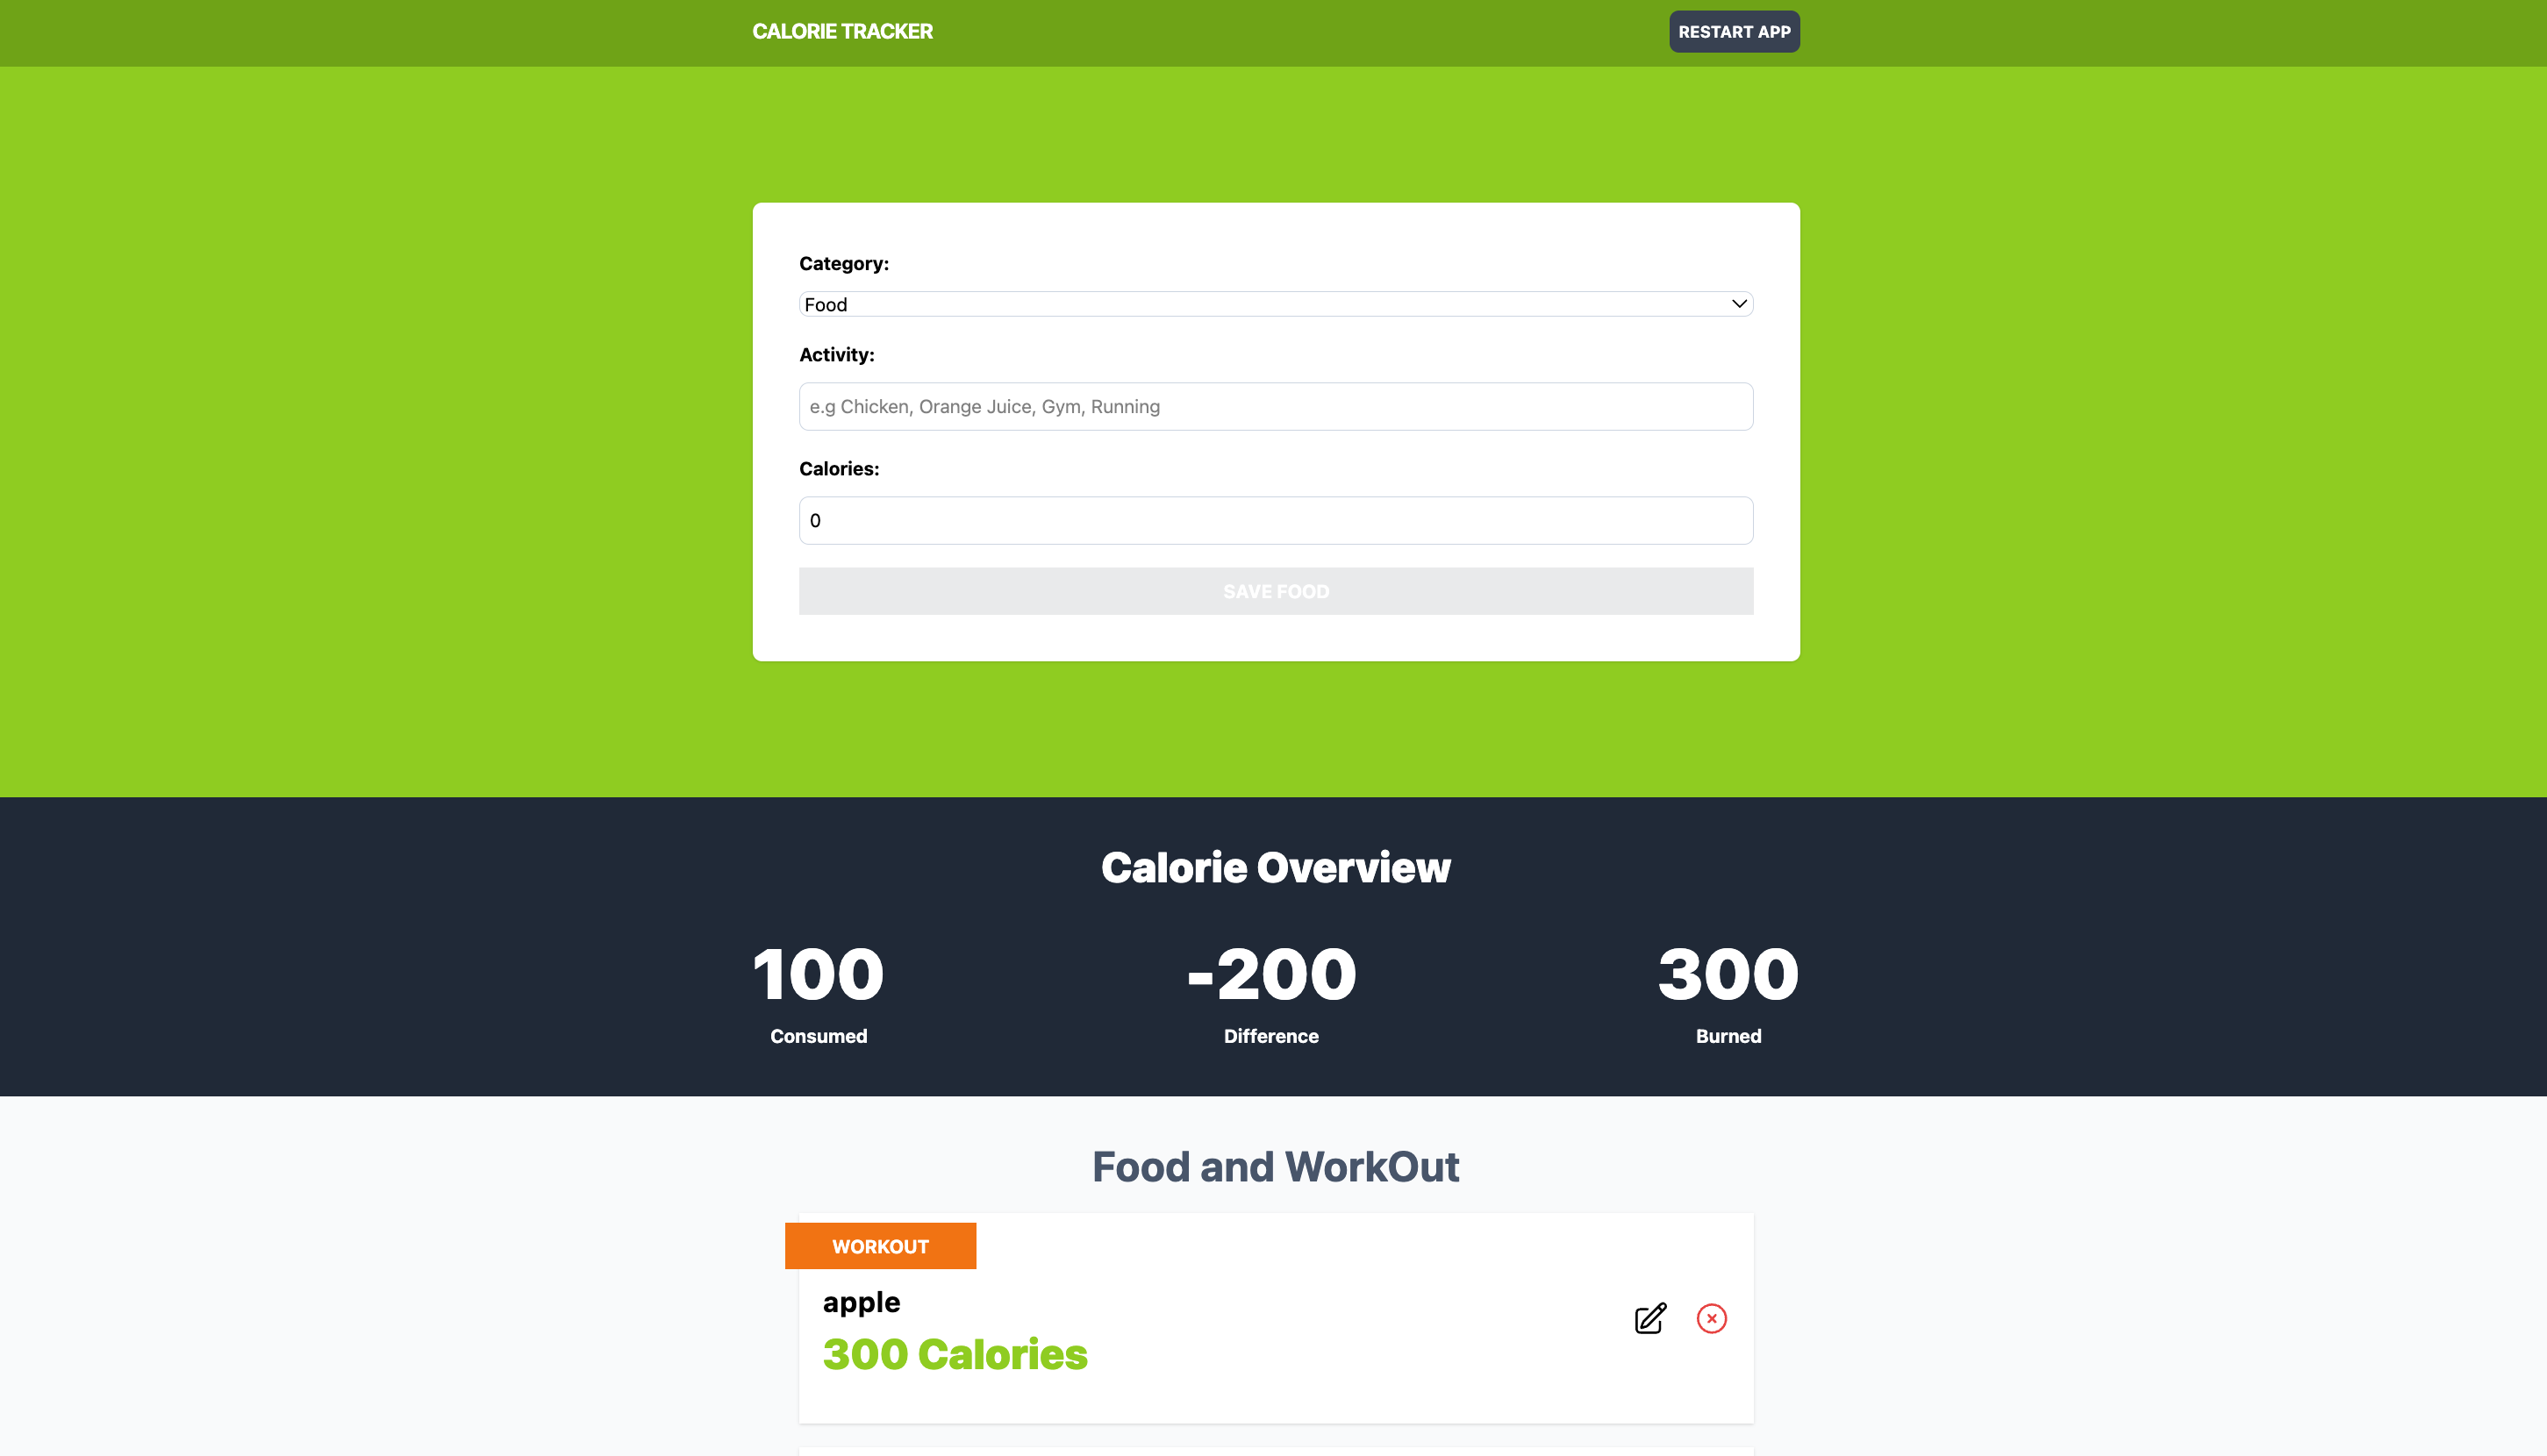 CALORIE TRACKER
RESTART APP
Category:
Food
Activity:
e.g Chicken, Orange Juice, Gym, Running
Calories:
0
SAVE FOOD
Calorie Overview
100
-200
300
Consumed
Difference
Burned
Food and WorkOut
WORKOUT
apple
300 Calories